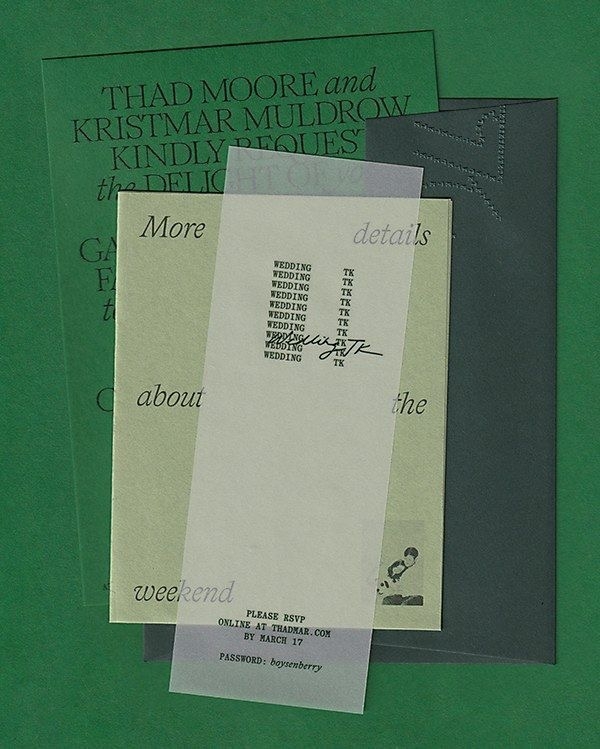 THAD MOORE and
KRISTMAR MULDROW
KINDLY REQUEST
the DELIGHT OF
More details
about the
weekend
WEDDING TK
WEDDING TK
WEDDING TK
WEDDING TK
WEDDING TK
WEDDING TK
WEDDING TK
WEDDING TK
WEDDING TK
WEDDING TK
Wedding TK
PLEASE RSVP
ONLINE AT THADMAR.COM
BY MARCH 17
PASSWORD: boysenberry